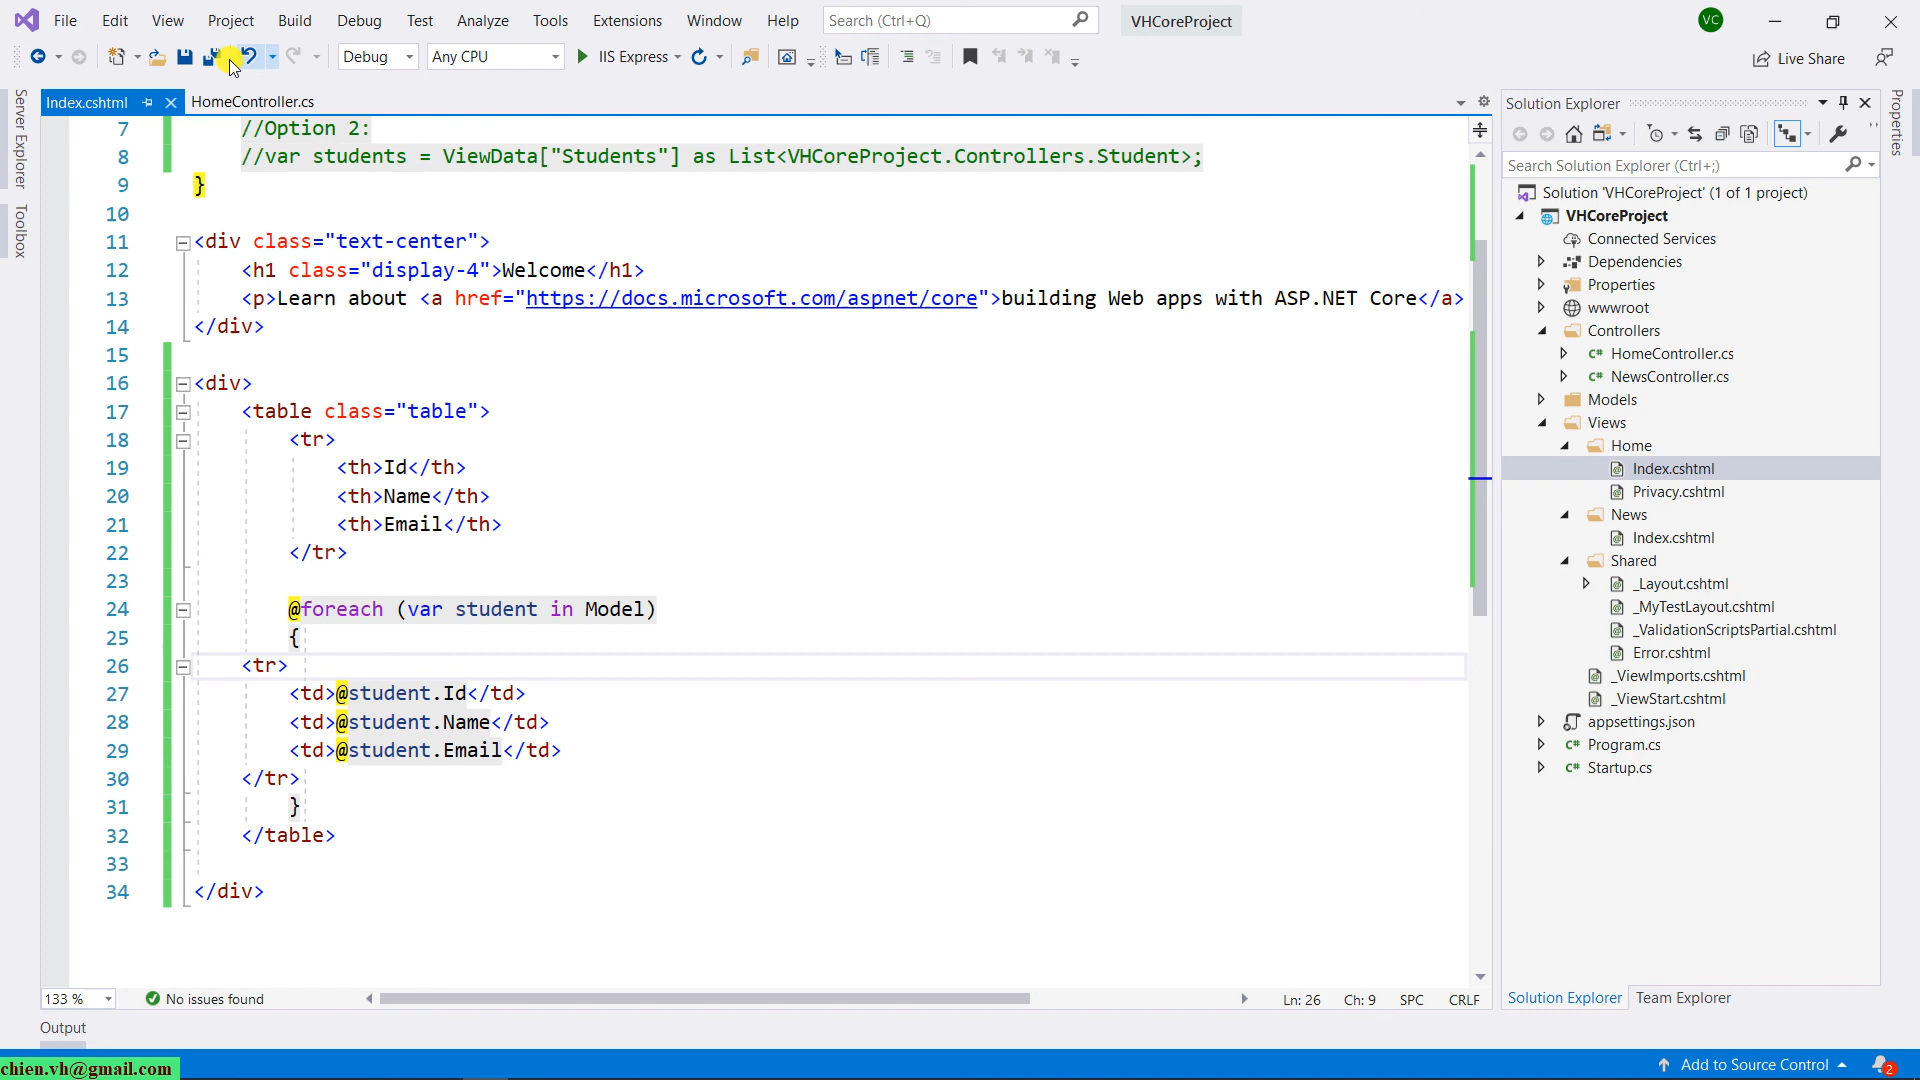 File Edit View Project Build Debug Test Analyze Tools Extensions Window Help Search (Ctrl+Q) VHCoreProject VC
Debug Any CPU IIS Express Live Share
Server Explorer
Toolbox
Index.cshtml HomeController.cs
7 //Option 2:
8 //var students = ViewData["Students"] as List<VHCoreProject.Controllers.Student>;
9 }
10
11 <div class="text-center">
12 <h1 class="display-4">Welcome</h1>
13 <p>Learn about <a href="https://docs.microsoft.com/aspnet/core">building Web apps with ASP.NET Core</a>
14 </div>
15
16 <div>
17 <table class="table">
18 <tr>
19 <th>Id</th>
20 <th>Name</th>
21 <th>Email</th>
22 </tr>
23
24 @foreach (var student in Model)
25 {
26 <tr>
27 <td>@student.Id</td>
28 <td>@student.Name</td>
29 <td>@student.Email</td>
30 </tr>
31 }
32 </table>
33
34 </div>
133 % No issues found Ln: 26 Ch: 9 SPC CRLF
Output
Solution Explorer
Search Solution Explorer (Ctrl+;)
Solution 'VHCoreProject' (1 of 1 project)
VHCoreProject
Connected Services
Dependencies
Properties
wwwroot
Controllers
C# HomeController.cs
C# NewsController.cs
Models
Views
Home
Index.cshtml
Privacy.cshtml
News
Index.cshtml
Shared
_Layout.cshtml
_MyTestLayout.cshtml
_ValidationScriptsPartial.cshtml
Error.cshtml
_ViewImports.cshtml
_ViewStart.cshtml
appsettings.json
C# Program.cs
C# Startup.cs
Solution Explorer Team Explorer
Properties
chien.vh@gmail.com
Add to Source Control 2